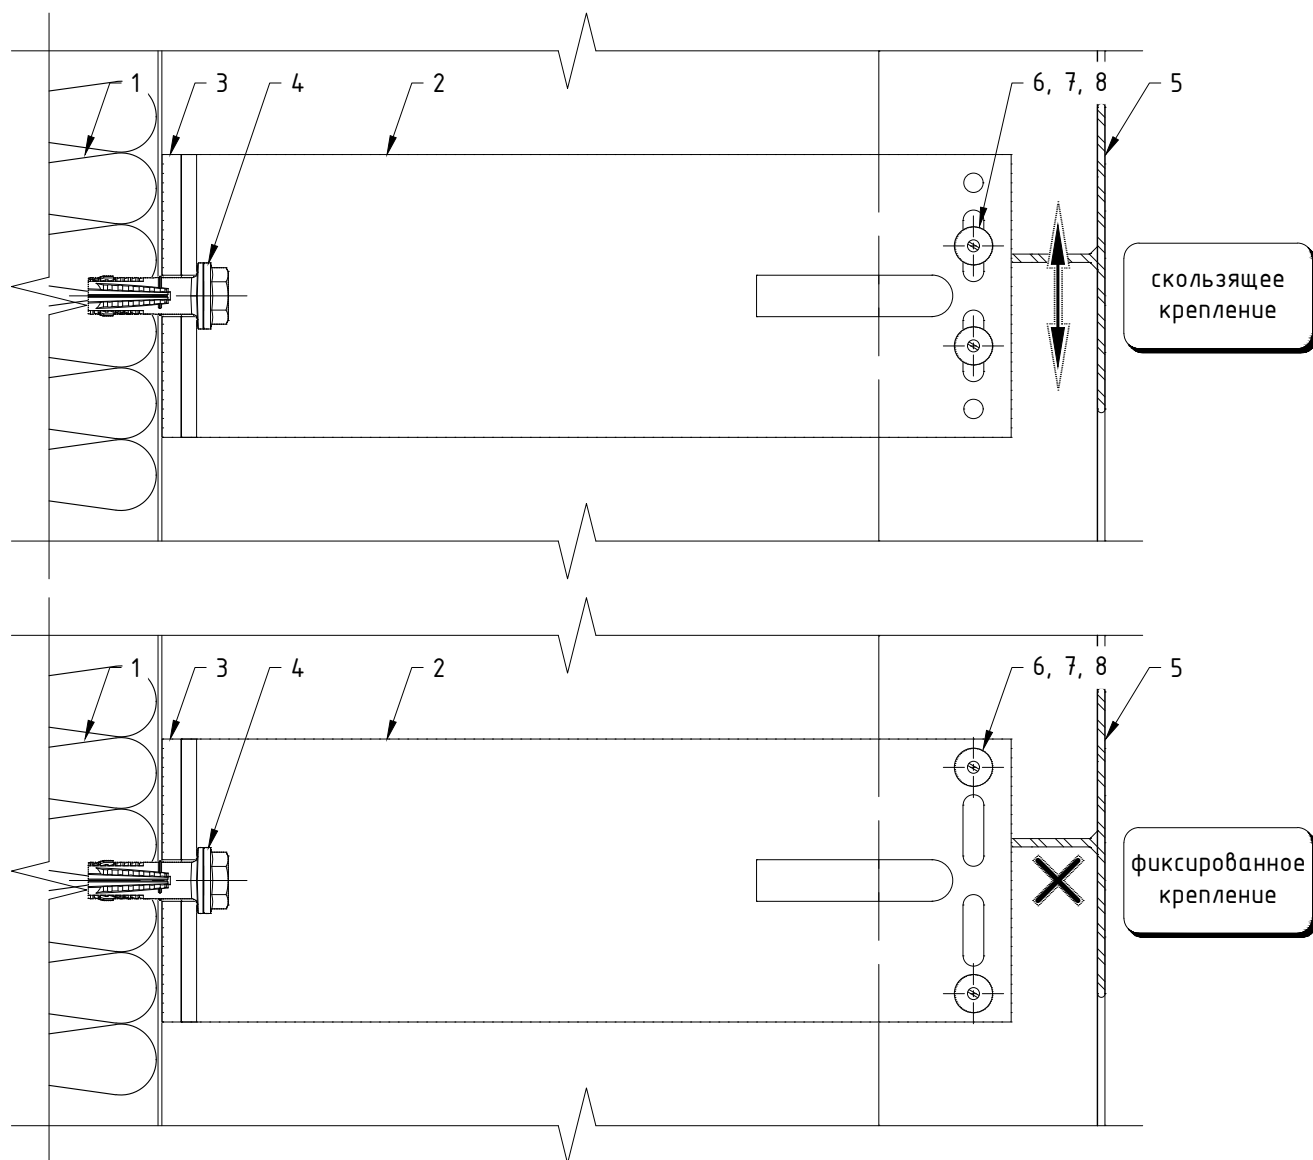 1 3 4 2 6, 7, 8 5
скользящее
крепление
1 3 4 2 6, 7, 8 5
фиксированное
крепление